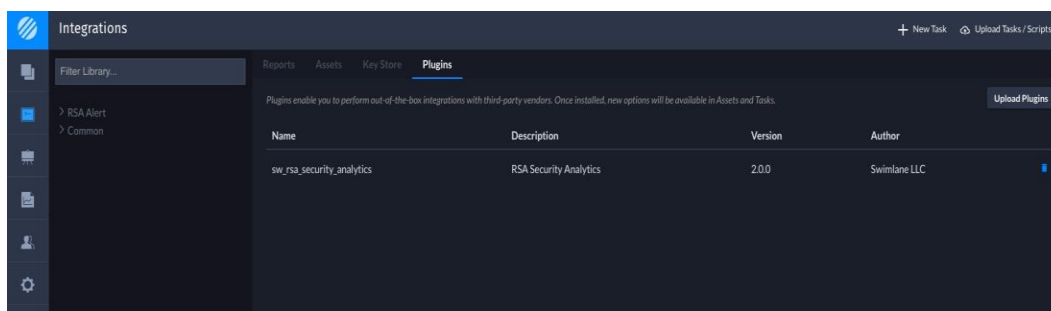 Integrations
+ New Task Upload Tasks / Scripts
Filter Library...
Reports Assets Key Store Plugins
Plugins enable you to perform out-of-the-box integrations with third-party vendors. Once installed, new options will be available in Assets and Tasks.
Upload Plugins
> RSA Alert
> Common
Name Description Version Author
sw_rsa_security_analytics RSA Security Analytics 2.0.0 Swimlane LLC